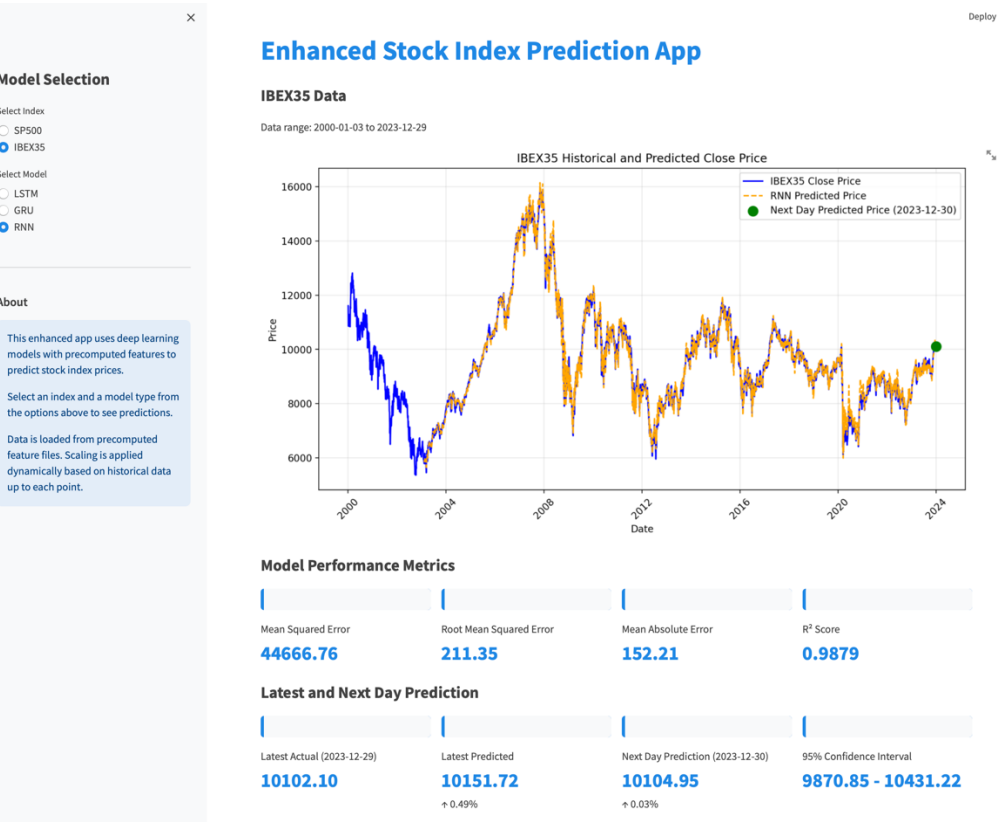 Deploy
Model Selection
Select Index
SP500
IBEX35
Select Model
LSTM
GRU
RNN
About
This enhanced app uses deep learning
models with precomputed features to
predict stock index prices.
Select an index and a model type from
the options above to see predictions.
Data is loaded from precomputed
feature files. Scaling is applied
dynamically based on historical data
up to each point.
Enhanced Stock Index Prediction App
IBEX35 Data
Data range: 2000-01-03 to 2023-12-29
IBEX35 Historical and Predicted Close Price
IBEX35 Close Price
RNN Predicted Price
Next Day Predicted Price (2023-12-30)
Price
16000
14000
12000
10000
8000
6000
2000 2004 2008 2012 2016 2020 2024
Date
Model Performance Metrics
Mean Squared Error Root Mean Squared Error Mean Absolute Error R² Score
44666.76 211.35 152.21 0.9879
Latest and Next Day Prediction
Latest Actual (2023-12-29) Latest Predicted Next Day Prediction (2023-12-30) 95% Confidence Interval
10102.10 10151.72 10104.95 9870.85 - 10431.22
↑ 0.49% ↑ 0.03%